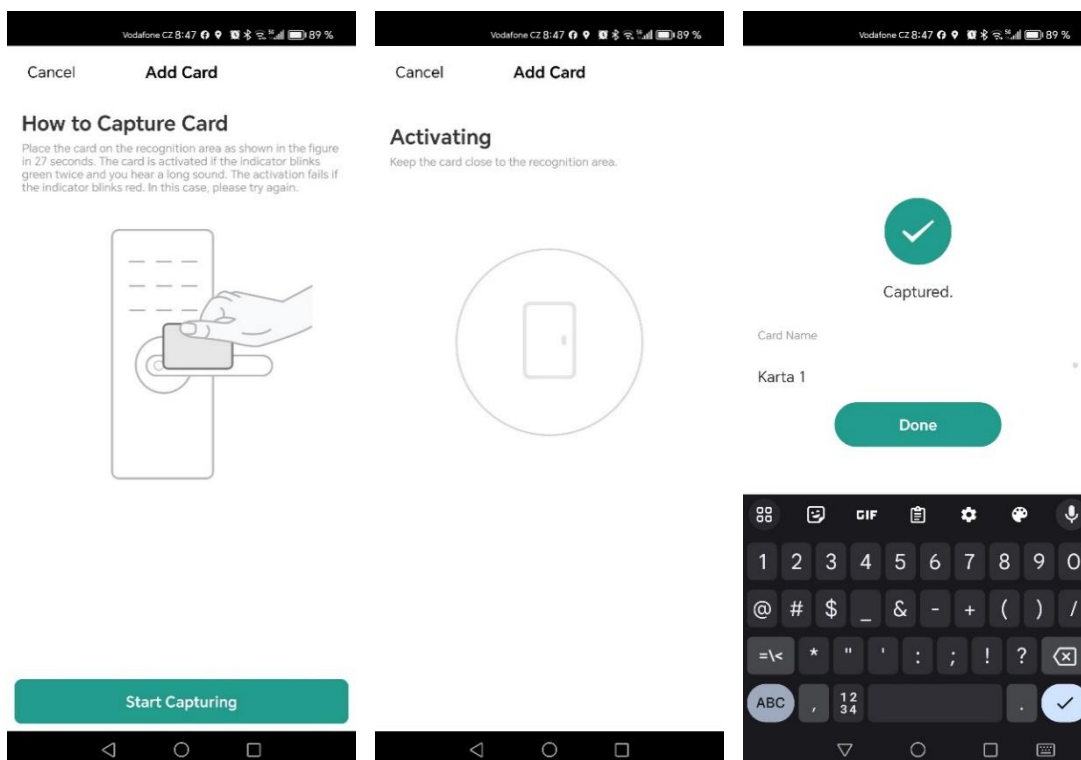 Vodafone CZ 8:47 89 %
Cancel Add Card
How to Capture Card
Place the card on the recognition area as shown in the figure
in 27 seconds. The card is activated if the indicator blinks
green twice and you hear a long sound. The activation fails if
the indicator blinks red. In this case, please try again.
Start Capturing
Vodafone CZ 8:47 89 %
Cancel Add Card
Activating
Keep the card close to the recognition area.
Vodafone CZ 8:47 89 %
Captured.
Card Name
Karta 1
Done
GIF
1 2 3 4 5 6 7 8 9 0
@ # $ _ & - + ( ) /
=\< * " ' : ; ! ? 
ABC , 12 .
34